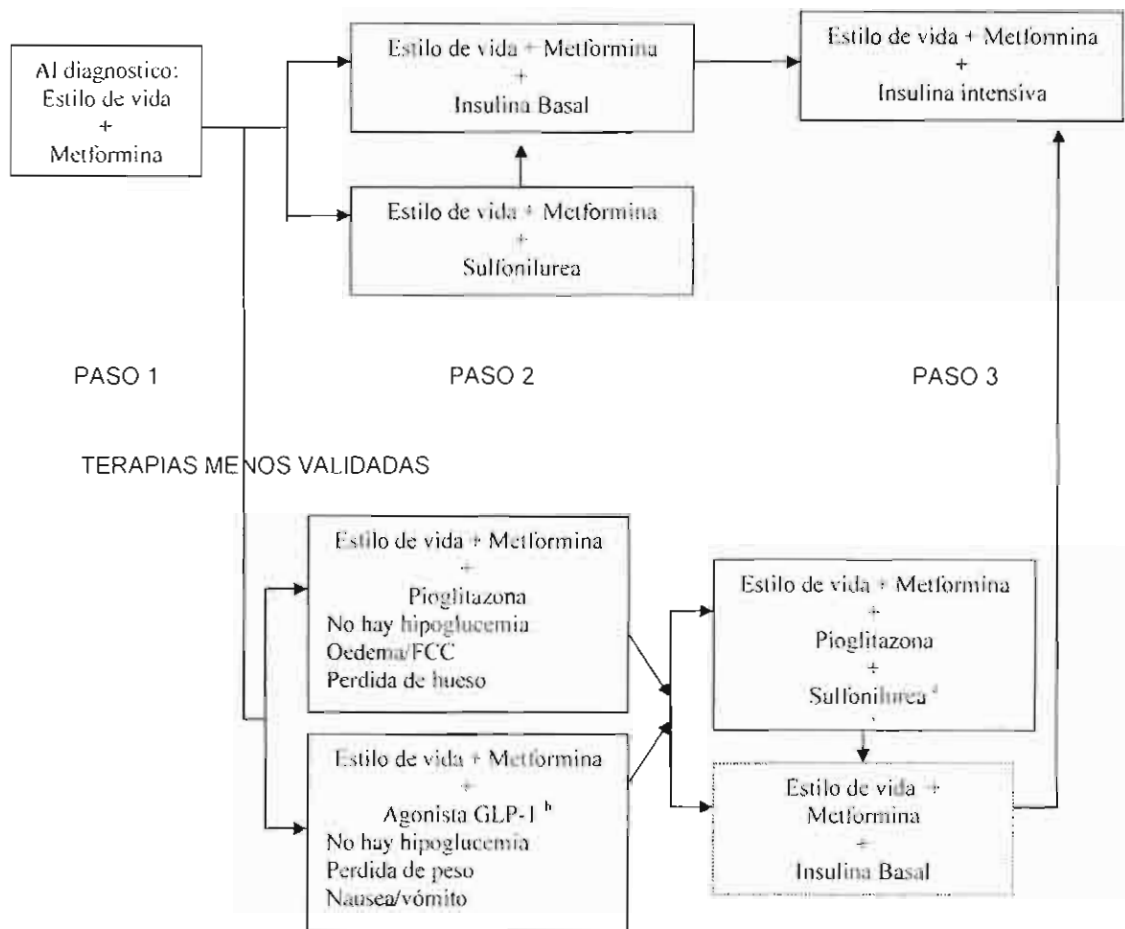 Al diagnostico:
Estilo de vida
+
Metformina
Estilo de vida + Metformina
+
Insulina Basal
Estilo de vida + Metformina
+
Sulfonilurea
Estilo de vida + Metformina
+
Insulina intensiva
PASO 1
PASO 2
PASO 3
TERAPIAS MENOS VALIDADAS
Estilo de vida + Metformina
+
Pioglitazona
No hay hipoglucemia
Oedema/FCC
Perdida de hueso
Estilo de vida + Metformina
+
Agonista GLP-1 b
No hay hipoglucemia
Perdida de peso
Nausea/vómito
Estilo de vida + Metformina
+
Pioglitazona
+
Sulfonilurea
Estilo de vida +
Metformina
+
Insulina Basal